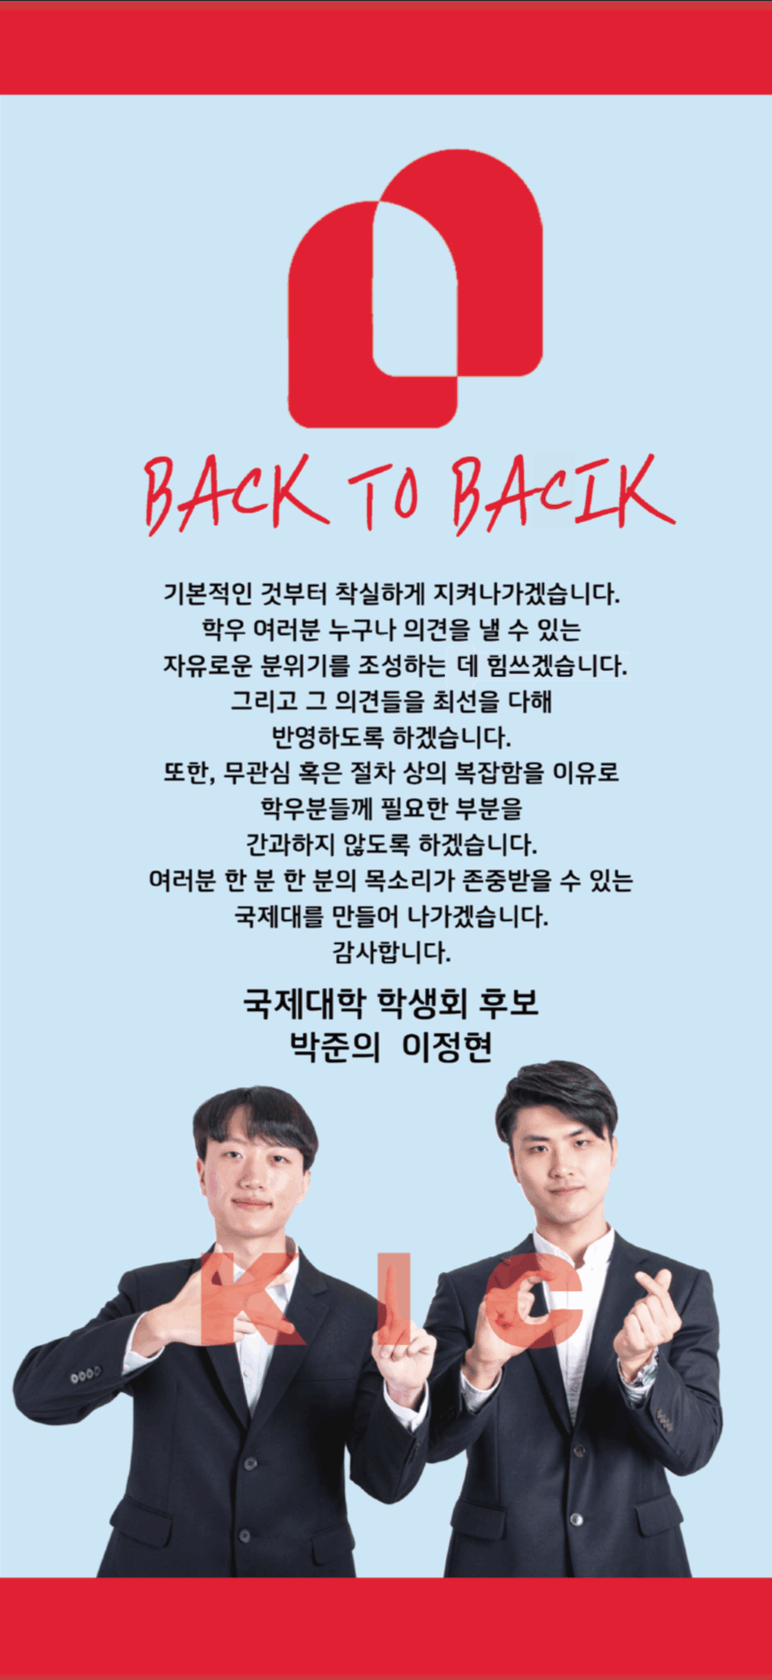 BACK TO BACIK
기본적인 것부터 착실하게 지켜나가겠습니다.
학우 여러분 누구나 의견을 낼 수 있는
자유로운 분위기를 조성하는 데 힘쓰겠습니다.
그리고 그 의견들을 최선을 다해
반영하도록 하겠습니다.
또한, 무관심 혹은 절차 상의 복잡함을 이유로
학우분들께 필요한 부분을
간과하지 않도록 하겠습니다.
여러분 한 분 한 분의 목소리가 존중받을 수 있는
국제대를 만들어 나가겠습니다.
감사합니다.
국제대학 학생회 후보
박준의 이정현
K I C